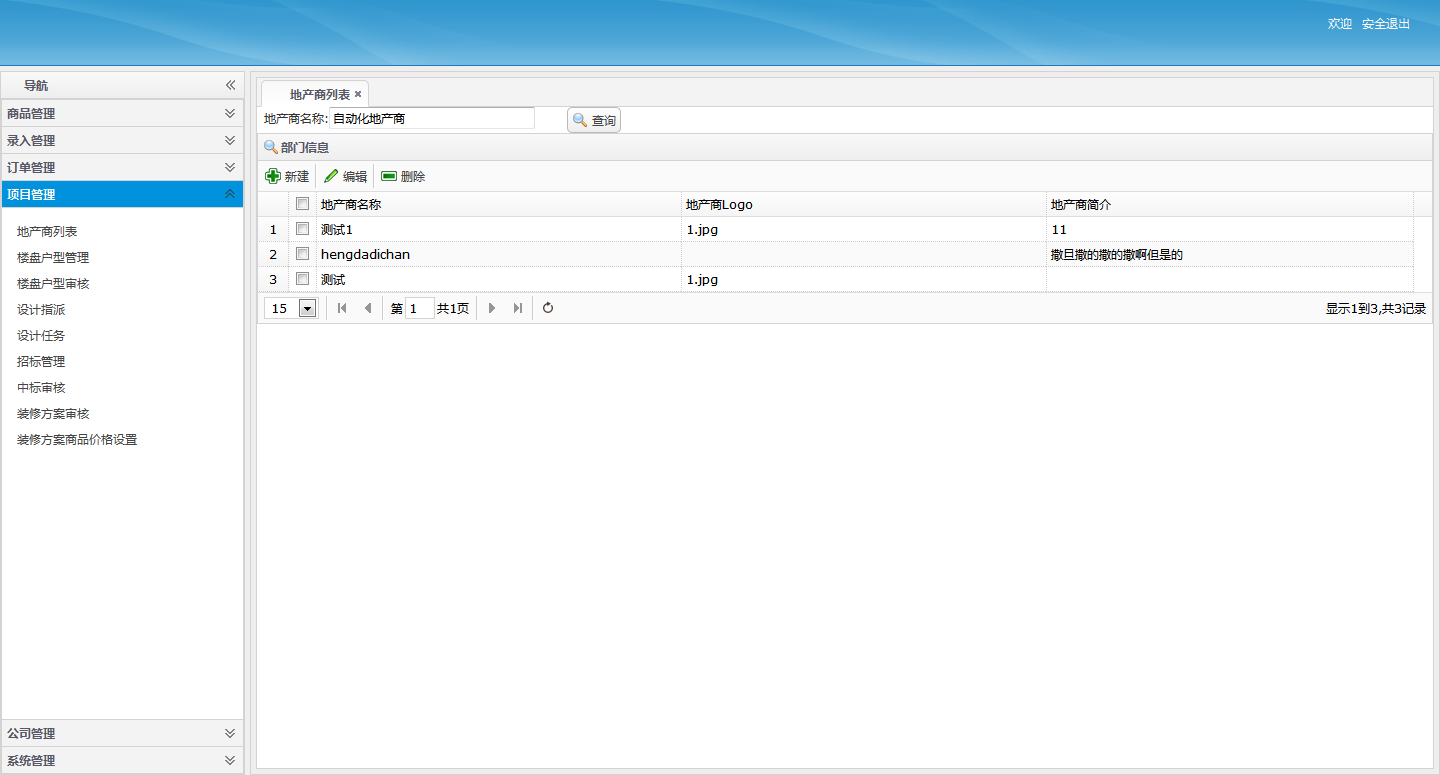 欢迎 安全退出
导航
商品管理
录入管理
订单管理
项目管理
地产商列表
楼盘户型管理
楼盘户型审核
设计指派
设计任务
招标管理
中标审核
装修方案审核
装修方案商品价格设置
公司管理
系统管理
地产商列表
地产商名称: 自动化地产商 查询
部门信息
新建 编辑 删除
地产商名称 地产商Logo 地产商简介
1 测试1 1.jpg 11
2 hengdadichan 撒旦撒的撒的撒啊但是的
3 测试 1.jpg
15 第 1 共1页 显示1到3,共3记录